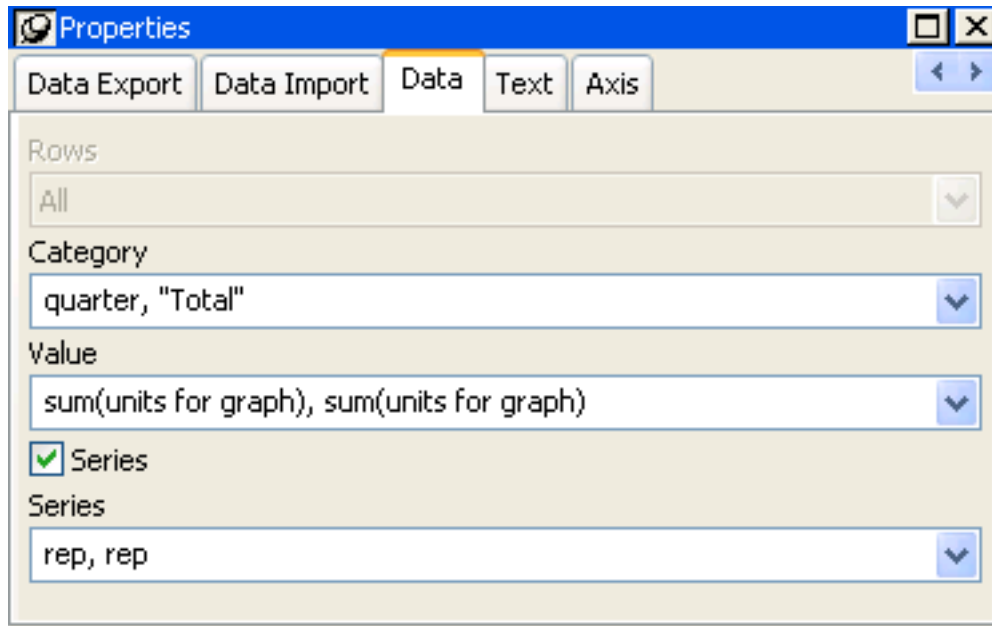 Properties
Data Export Data Import Data Text Axis
Rows
All
Category
quarter, "Total"
Value
sum(units for graph), sum(units for graph)
Series
Series
rep, rep